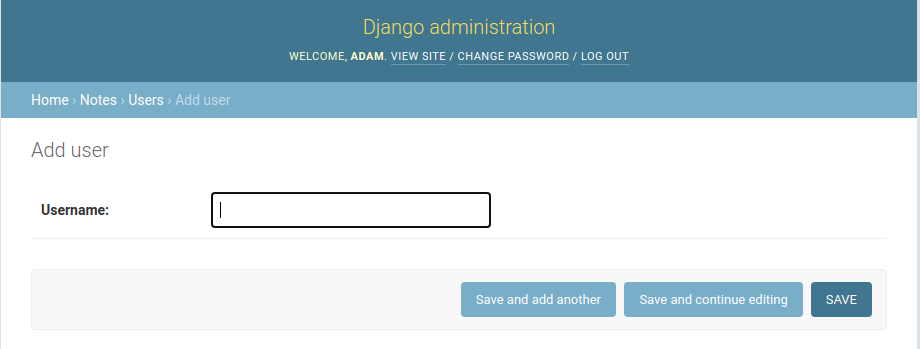 Django administration
WELCOME, ADAM. VIEW SITE / CHANGE PASSWORD / LOG OUT
Home › Notes › Users › Add user
Add user
Username:
Save and add another Save and continue editing SAVE